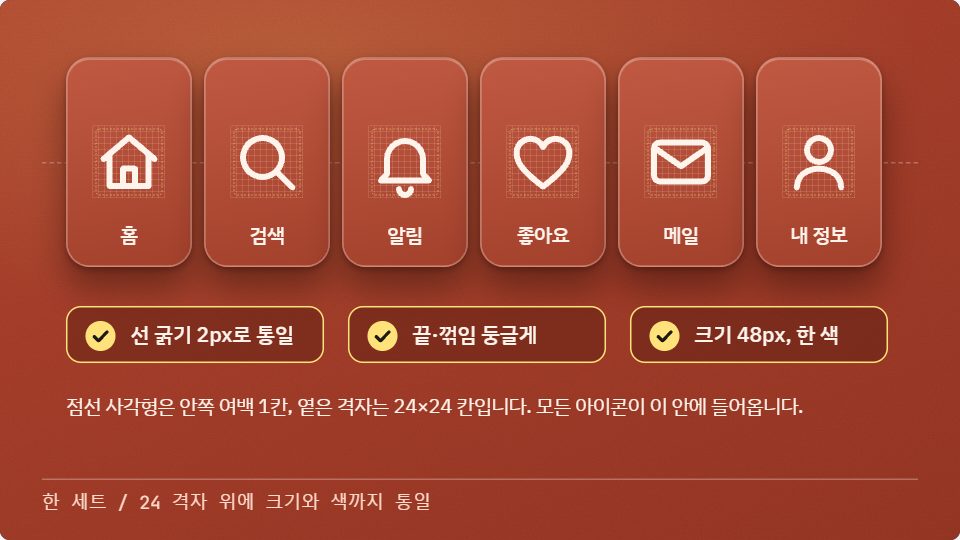 홈
검색
알림
좋아요
메일
내 정보
선 굵기 2px로 통일
끝·꺾임 둥글게
크기 48px, 한 색
점선 사각형은 안쪽 여백 1칸, 옅은 격자는 24×24 칸입니다. 모든 아이콘이 이 안에 들어옵니다.
한 세트 / 24 격자 위에 크기와 색까지 통일